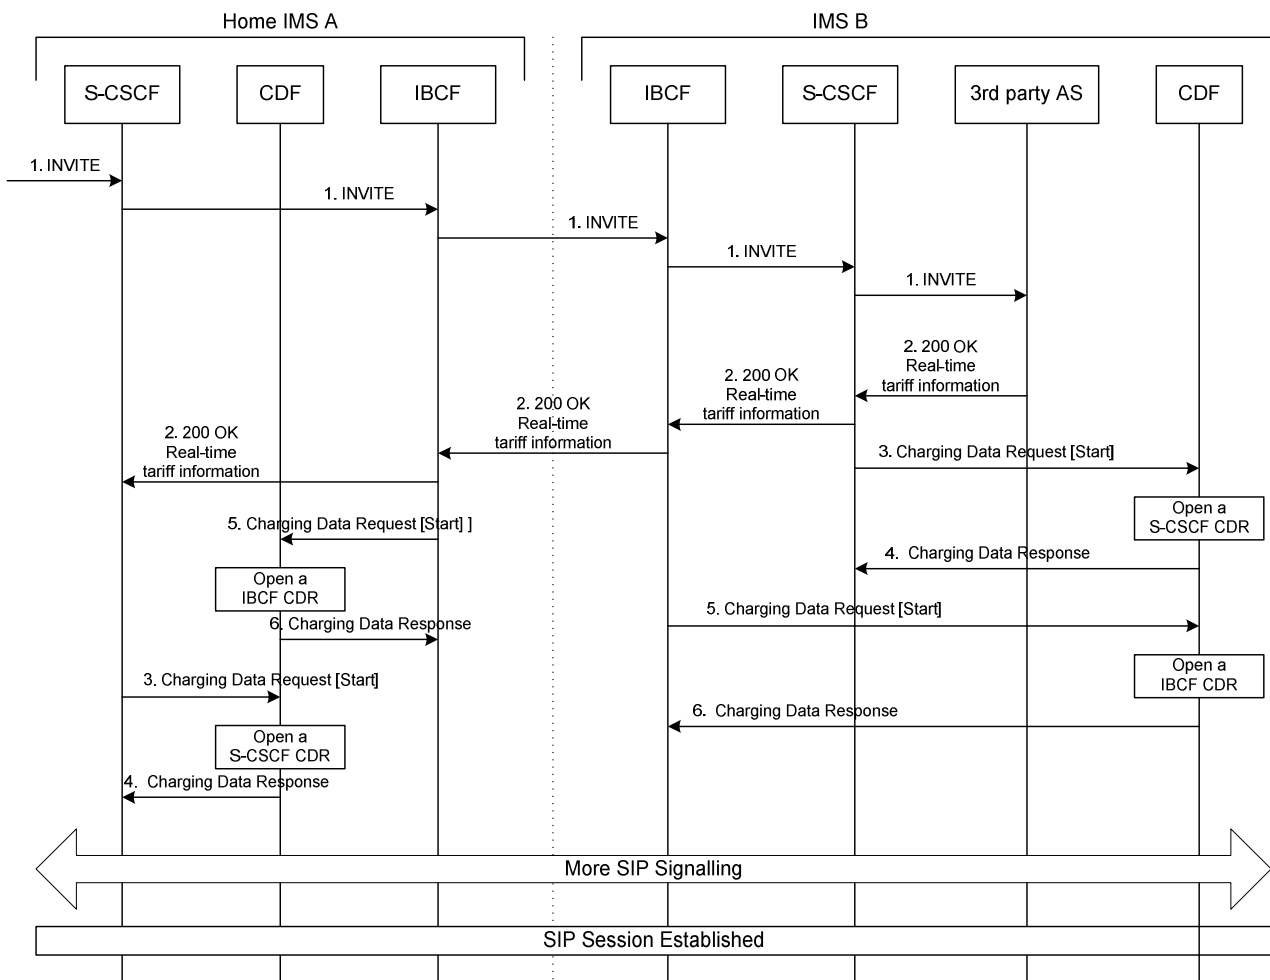 Home IMS A
IMS B
S-CSCF
CDF
IBCF
IBCF
S-CSCF
3rd party AS
CDF
1. INVITE
1. INVITE
1. INVITE
1. INVITE
1. INVITE
2. 200 OK
Real-time
tariff information
2. 200 OK
Real-time
tariff information
2. 200 OK
Real-time
tariff information
2. 200 OK
Real-time
tariff information
3. Charging Data Request [Start]
Open a
S-CSCF CDR
5. Charging Data Request [Start] ]
4. Charging Data Response
Open a
IBCF CDR
5. Charging Data Request [Start]
6. Charging Data Response
Open a
IBCF CDR
3. Charging Data Request [Start]
6. Charging Data Response
Open a
S-CSCF CDR
4. Charging Data Response
More SIP Signalling
SIP Session Established